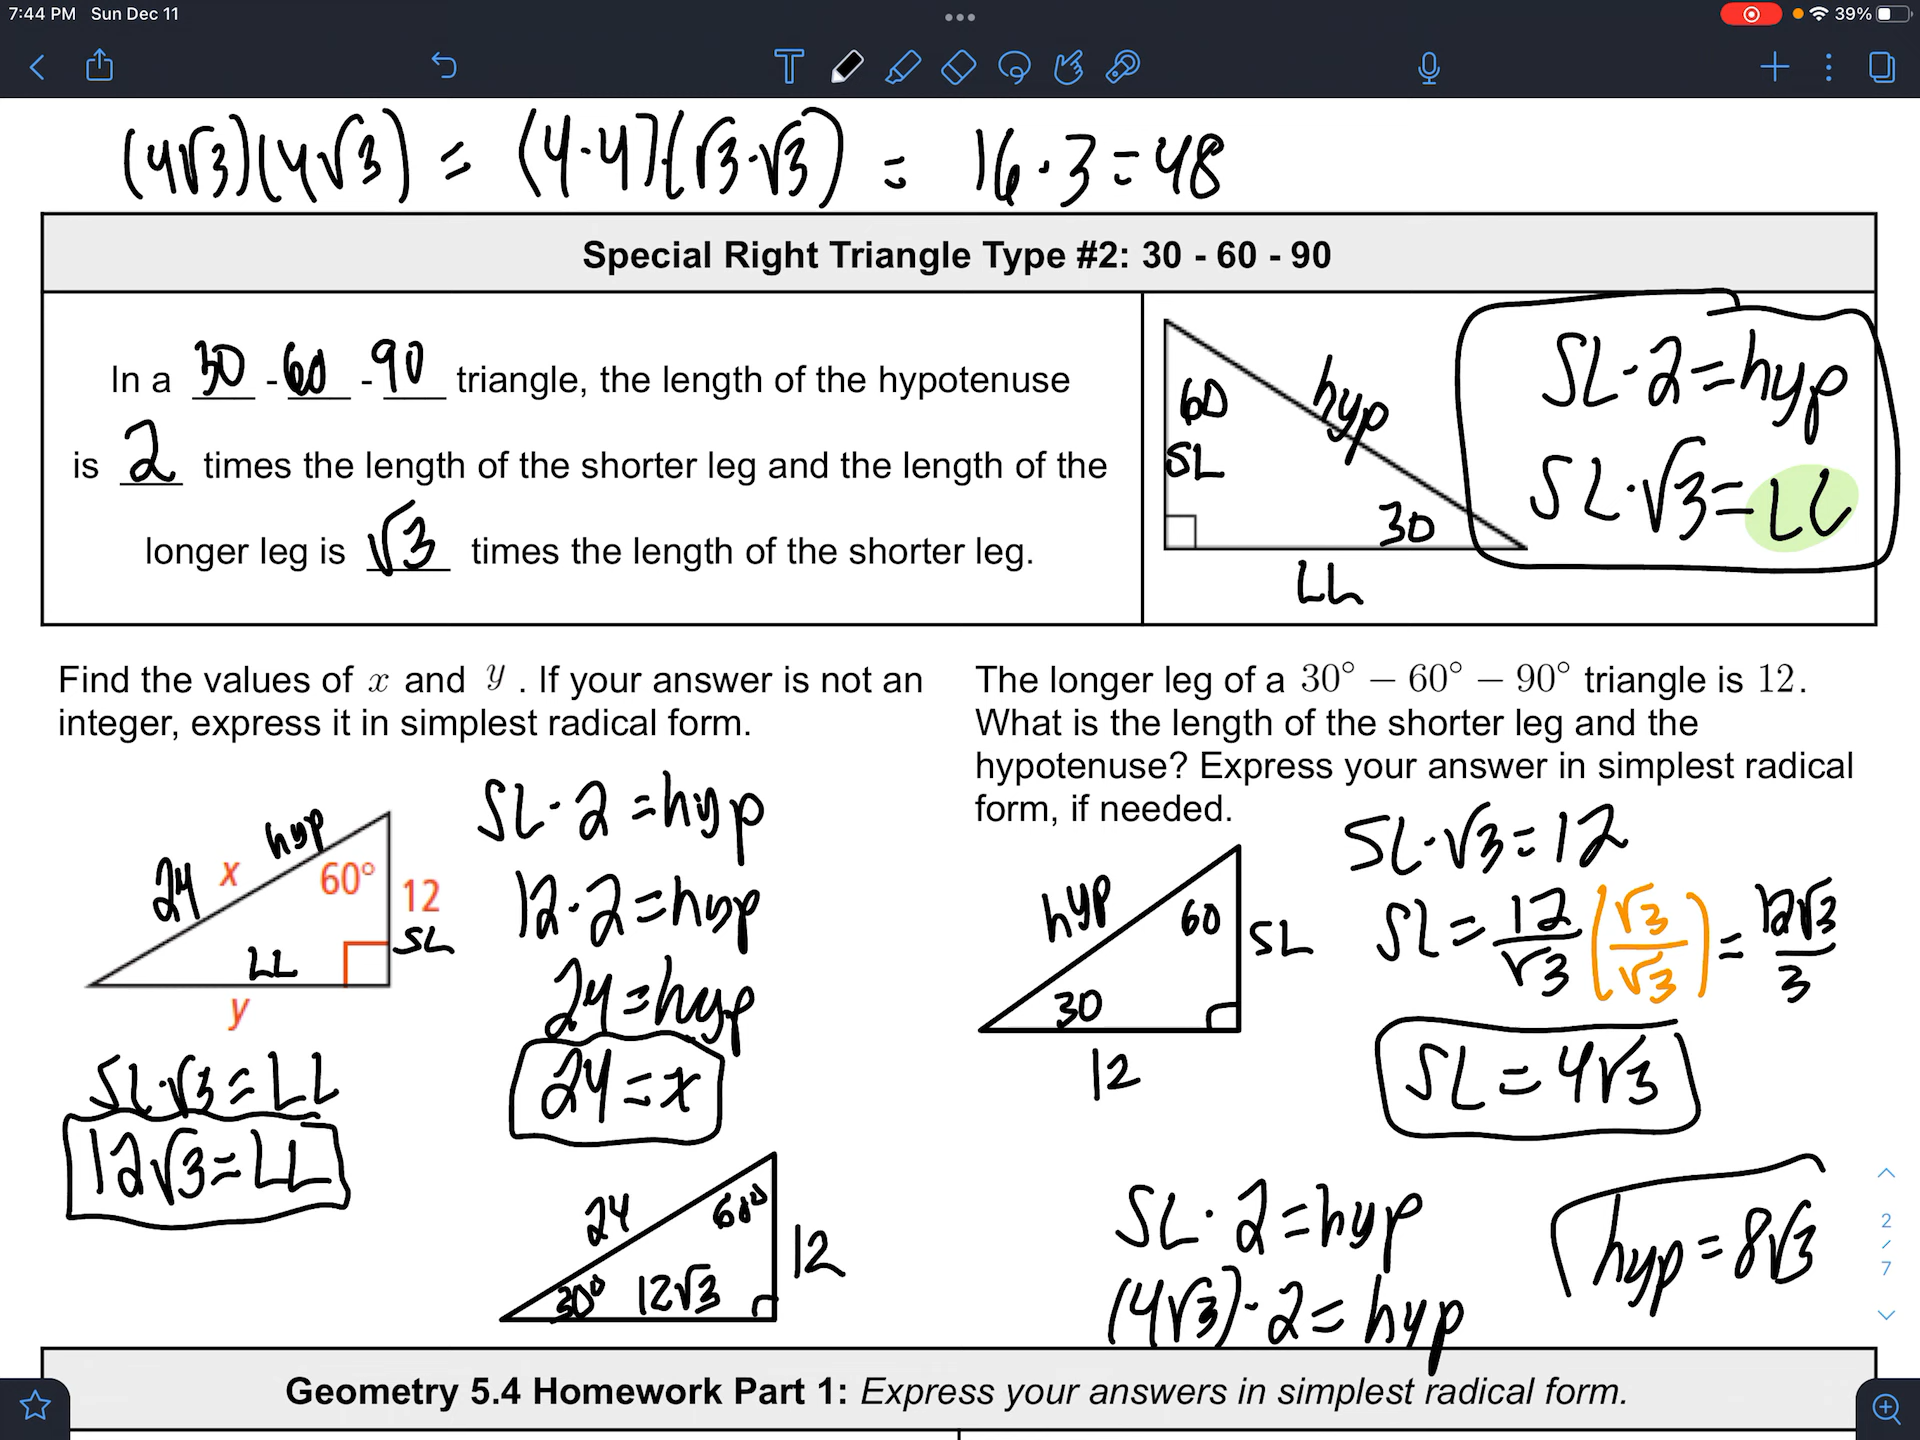 7:44 PM Sun Dec 11
39%
(4√3)(4√3) = (4·4)(√3·√3) = 16·3=48
Special Right Triangle Type #2: 30 - 60 - 90
In a 30 - 60 - 90 triangle, the length of the hypotenuse
is 2 times the length of the shorter leg and the length of the
longer leg is √3 times the length of the shorter leg.
60
SL
hyp
30
LL
SL·2=hyp
SL·√3=LL
Find the values of x and y . If your answer is not an
integer, express it in simplest radical form.
24
x
hyp
60°
12
SL
LL
y
SL·2=hyp
12·2=hyp
24=hyp
24=x
SL·√3=LL
12√3=LL
24
60°
12
30°
12√3
The longer leg of a 30° − 60° − 90° triangle is 12.
What is the length of the shorter leg and the
hypotenuse? Express your answer in simplest radical
form, if needed.
hyp
60
SL
30
12
SL·√3=12
SL=12/√3(√3/√3)=12√3/3
SL=4√3
SL·2=hyp
(4√3)·2=hyp
hyp=8√3
2/7
Geometry 5.4 Homework Part 1: Express your answers in simplest radical form.